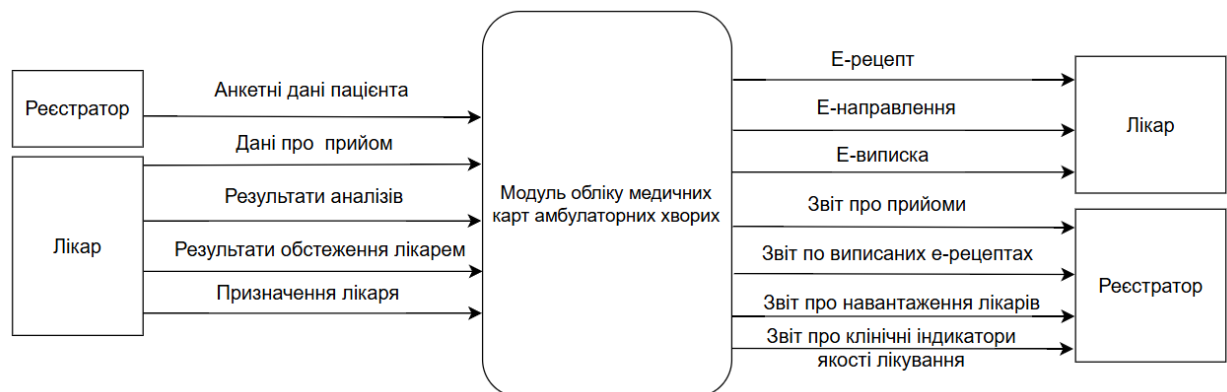 Реєстратор
Анкетні дані пацієнта
Лікар
Дані про прийом
Результати аналізів
Результати обстеження лікарем
Призначення лікаря
Модуль обліку медичних
карт амбулаторних хворих
Е-рецепт
Е-направлення
Е-виписка
Лікар
Звіт про прийоми
Звіт по виписаних е-рецептах
Звіт про навантаження лікарів
Звіт про клінічні індикатори
якості лікування
Реєстратор